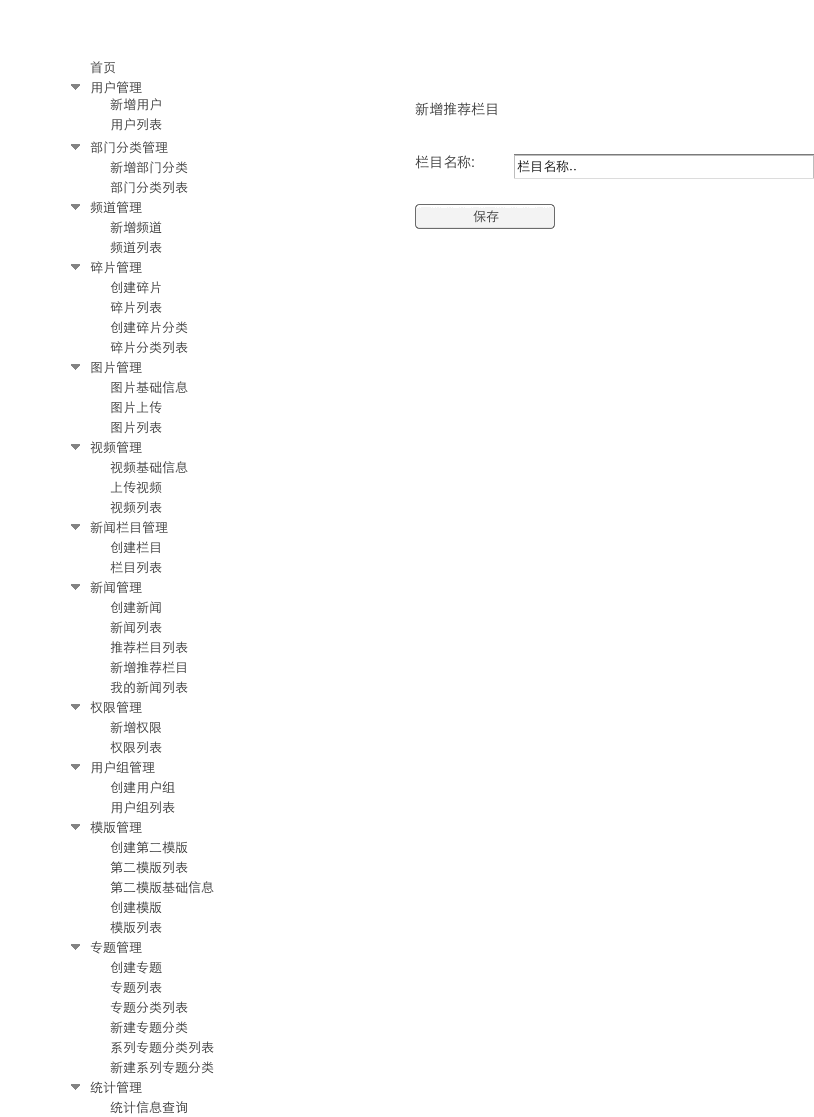 首页
用户管理
新增用户
用户列表
部门分类管理
新增部门分类
部门分类列表
频道管理
新增频道
频道列表
碎片管理
创建碎片
碎片列表
创建碎片分类
碎片分类列表
图片管理
图片基础信息
图片上传
图片列表
视频管理
视频基础信息
上传视频
视频列表
新闻栏目管理
创建栏目
栏目列表
新闻管理
创建新闻
新闻列表
推荐栏目列表
新增推荐栏目
我的新闻列表
权限管理
新增权限
权限列表
用户组管理
创建用户组
用户组列表
模版管理
创建第二模版
第二模版列表
第二模版基础信息
创建模版
模版列表
专题管理
创建专题
专题列表
专题分类列表
新建专题分类
系列专题分类列表
新建系列专题分类
统计管理
统计信息查询
新增推荐栏目
栏目名称: 栏目名称..
保存